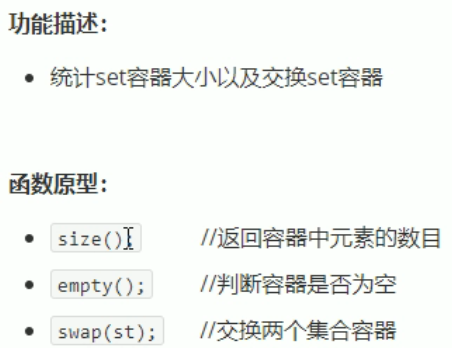 功能描述：
统计set容器大小以及交换set容器
函数原型：
size(); //返回容器中元素的数目
empty(); //判断容器是否为空
swap(st); //交换两个集合容器